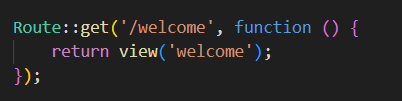 Route::get('/welcome', function () {
    return view('welcome');
});